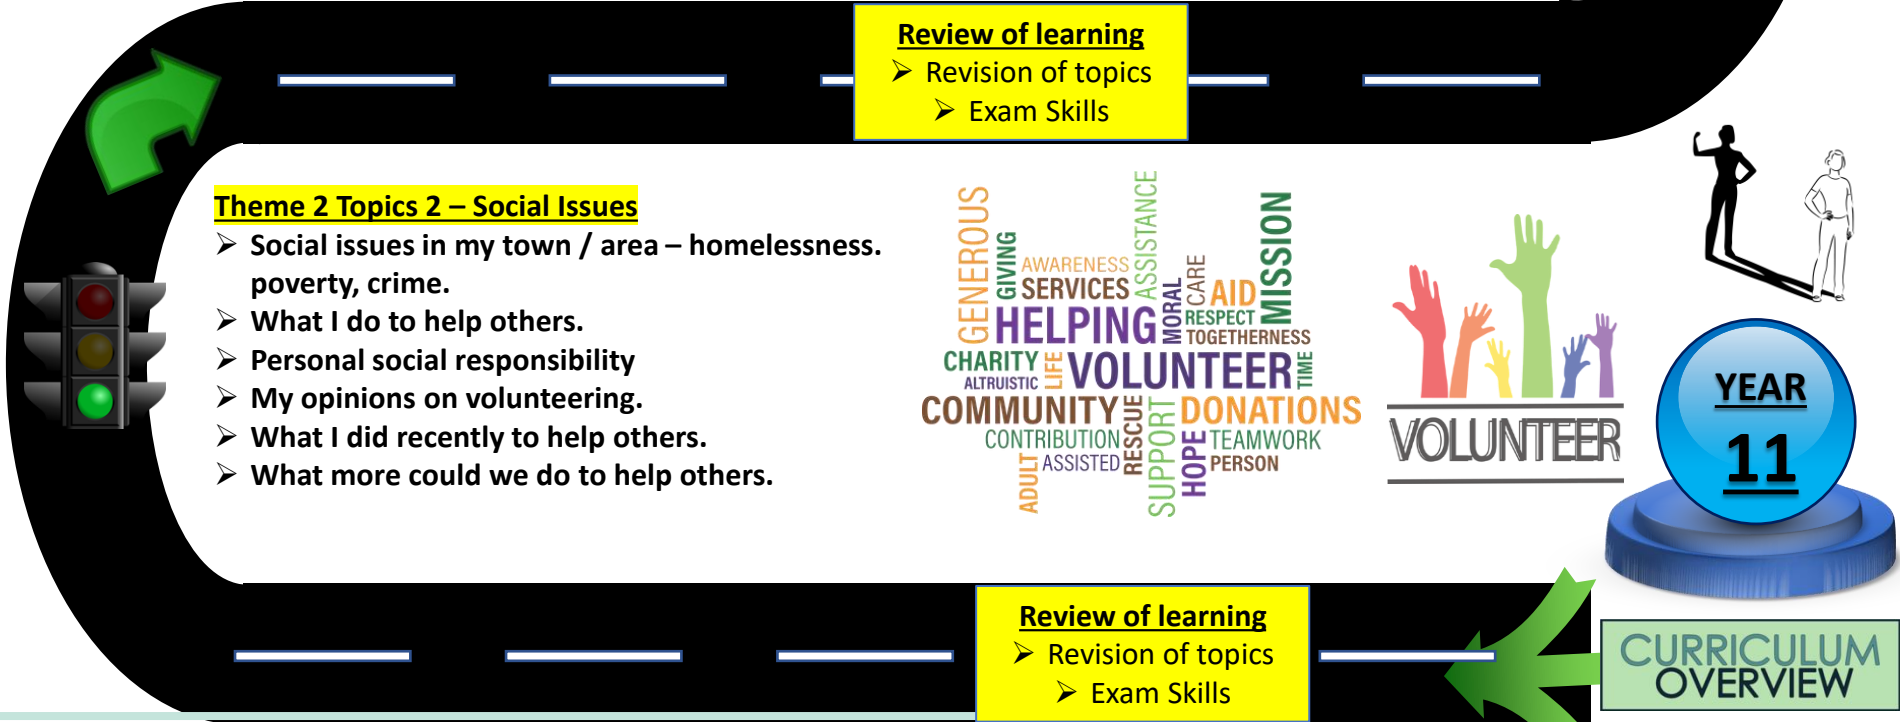 Review of learning
➢ Revision of topics
➢ Exam Skills
Theme 2 Topics 2 – Social Issues
➢ Social issues in my town / area – homelessness.
poverty, crime.
➢ What I do to help others.
➢ Personal social responsibility
➢ My opinions on volunteering.
➢ What I did recently to help others.
➢ What more could we do to help others.
GENEROUS
GIVING
AWARENESS
ASSISTANCE
SERVICES
MORAL
CARE
AID
MISSION
HELPING
RESPECT
TOGETHERNESS
CHARITY
ALTRUISTIC
LIFE
VOLUNTEER
TIME
COMMUNITY
RESCUE
SUPPORT
DONATIONS
CONTRIBUTION
HOPE
TEAMWORK
ADULT
ASSISTED
PERSON
VOLUNTEER
YEAR
11
Review of learning
➢ Revision of topics
➢ Exam Skills
CURRICULUM
OVERVIEW